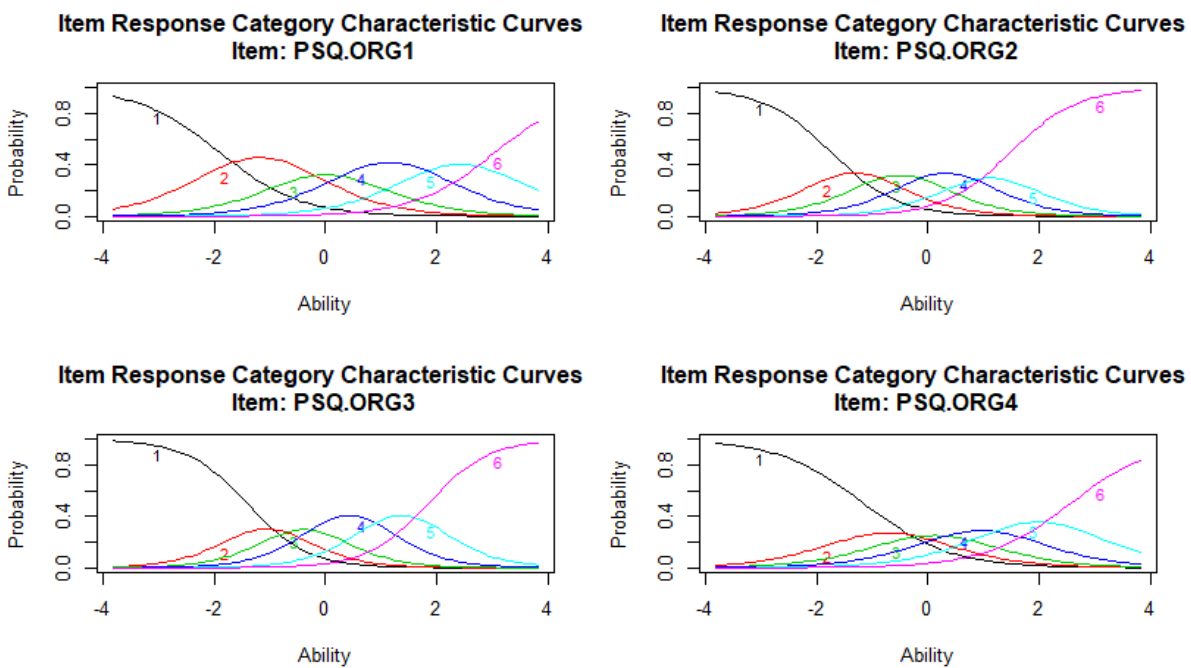 Item Response Category Characteristic Curves
Item: PSQ.ORG1
Probability
0.0 0.4 0.8
1 2 3 4 5 6
-4 -2 0 2 4
Ability
Item Response Category Characteristic Curves
Item: PSQ.ORG2
Probability
0.0 0.4 0.8
1 2 3 4 5 6
-4 -2 0 2 4
Ability
Item Response Category Characteristic Curves
Item: PSQ.ORG3
Probability
0.0 0.4 0.8
1 2 3 4 5 6
-4 -2 0 2 4
Ability
Item Response Category Characteristic Curves
Item: PSQ.ORG4
Probability
0.0 0.4 0.8
1 2 3 4 5 6
-4 -2 0 2 4
Ability